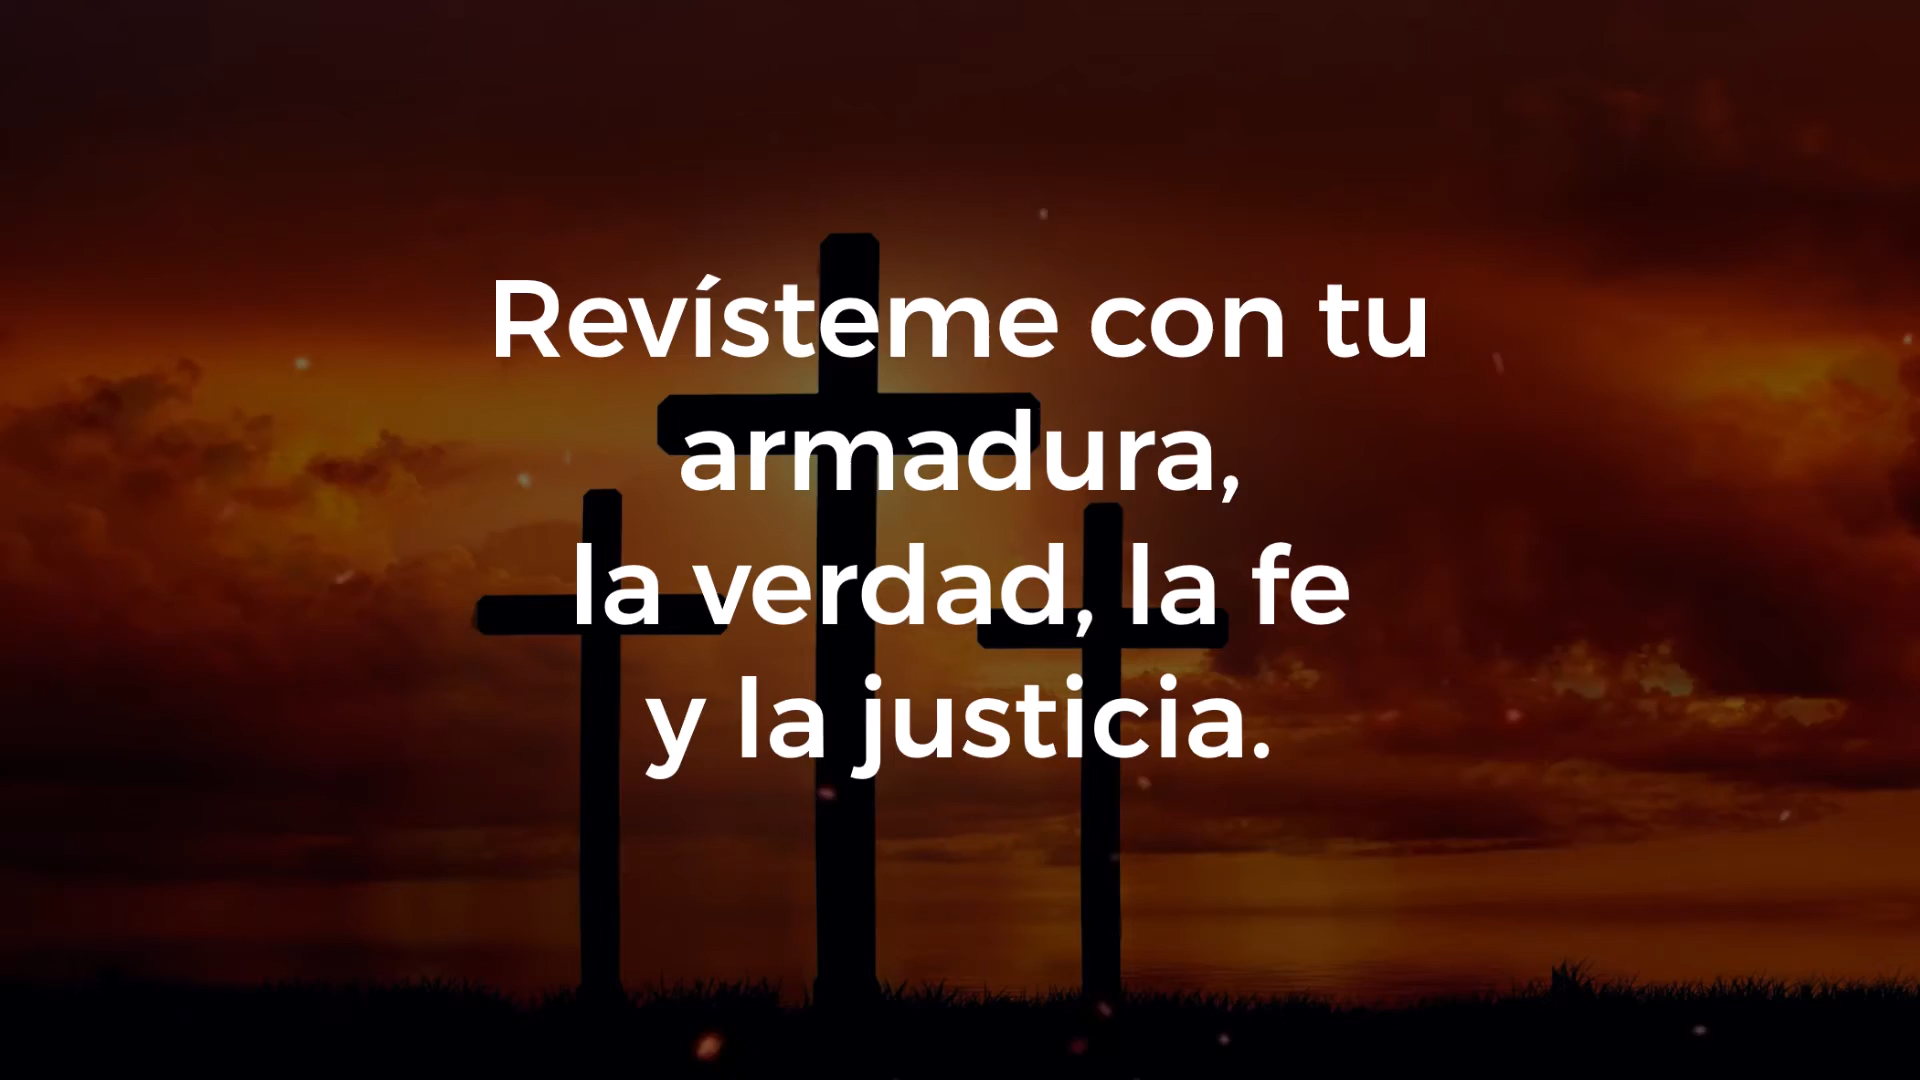 Revísteme con tu
armadura,
la verdad, la fe
y la justicia.